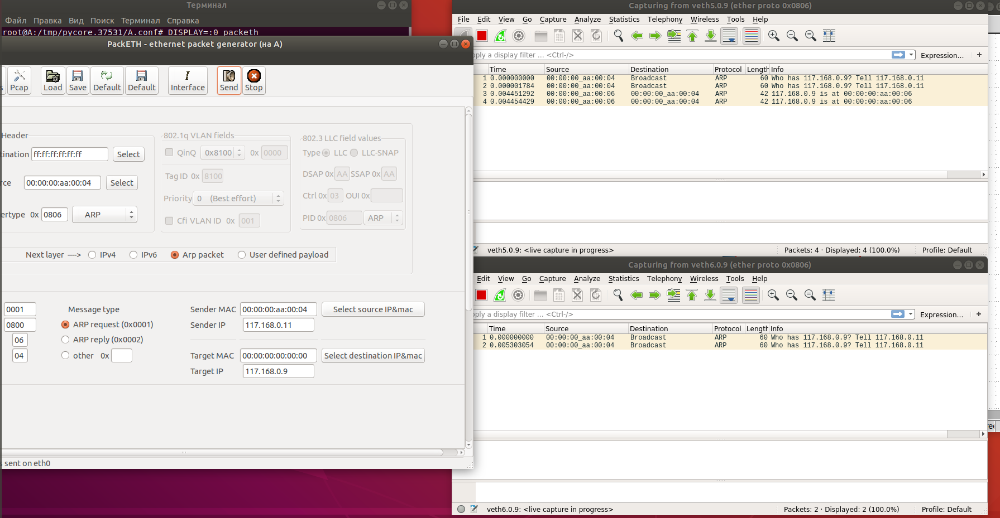 Терминал
Файл Правка Вид Поиск Терминал Справка
root@A:/tmp/pycore.37531/A.conf# DISPLAY=:0 packeth
PackETH - ethernet packet generator (на A)
s Pcap Load Save Default Default Interface Send Stop
Header
tination ff:ff:ff:ff:ff:ff Select
rce 00:00:00:aa:00:04 Select
ertype 0x 0806 ARP
802.1q VLAN fields
QinQ 0x8100 0x 0000
Tag ID 0x 8100
Priority 0 (Best effort)
Cfi VLAN ID 0x 001
802.3 LLC field values
Type LLC LLC-SNAP
DSAP 0x AA SSAP 0x AA
Ctrl 0x 03 OUI 0x
PID 0x 0806 ARP
Next layer ----> IPv4 IPv6 Arp packet User defined payload
0001
0800
06
04
Message type
ARP request (0x0001)
ARP reply (0x0002)
other 0x
Sender MAC 00:00:00:aa:00:04 Select source IP&mac
Sender IP 117.168.0.11
Target MAC 00:00:00:00:00:00 Select destination IP&mac
Target IP 117.168.0.9
s sent on eth0
Capturing from veth5.0.9 (ether proto 0x0806)
File Edit View Go Capture Analyze Statistics Telephony Wireless Tools Help
pply a display filter ... <Ctrl-/> Expression... +
Time Source Destination Protocol Length Info
1 0.000000000 00:00:00_aa:00:04 Broadcast ARP 60 Who has 117.168.0.9? Tell 117.168.0.11
2 0.000001784 00:00:00_aa:00:04 Broadcast ARP 60 Who has 117.168.0.9? Tell 117.168.0.11
3 0.004451292 00:00:00_aa:00:06 00:00:00_aa:00:04 ARP 42 117.168.0.9 is at 00:00:00:aa:00:06
4 0.004454429 00:00:00_aa:00:06 00:00:00_aa:00:04 ARP 42 117.168.0.9 is at 00:00:00:aa:00:06
veth5.0.9: <live capture in progress> Packets: 4 · Displayed: 4 (100.0%) Profile: Default
Capturing from veth6.0.9 (ether proto 0x0806)
Edit View Go Capture Analyze Statistics Telephony Wireless Tools Help
pply a display filter ... <Ctrl-/> Expression... +
Time Source Destination Protocol Length Info
1 0.000000000 00:00:00_aa:00:04 Broadcast ARP 60 Who has 117.168.0.9? Tell 117.168.0.11
2 0.005303054 00:00:00_aa:00:04 Broadcast ARP 60 Who has 117.168.0.9? Tell 117.168.0.11
veth6.0.9: <live capture in progress> Packets: 2 · Displayed: 2 (100.0%) Profile: Default